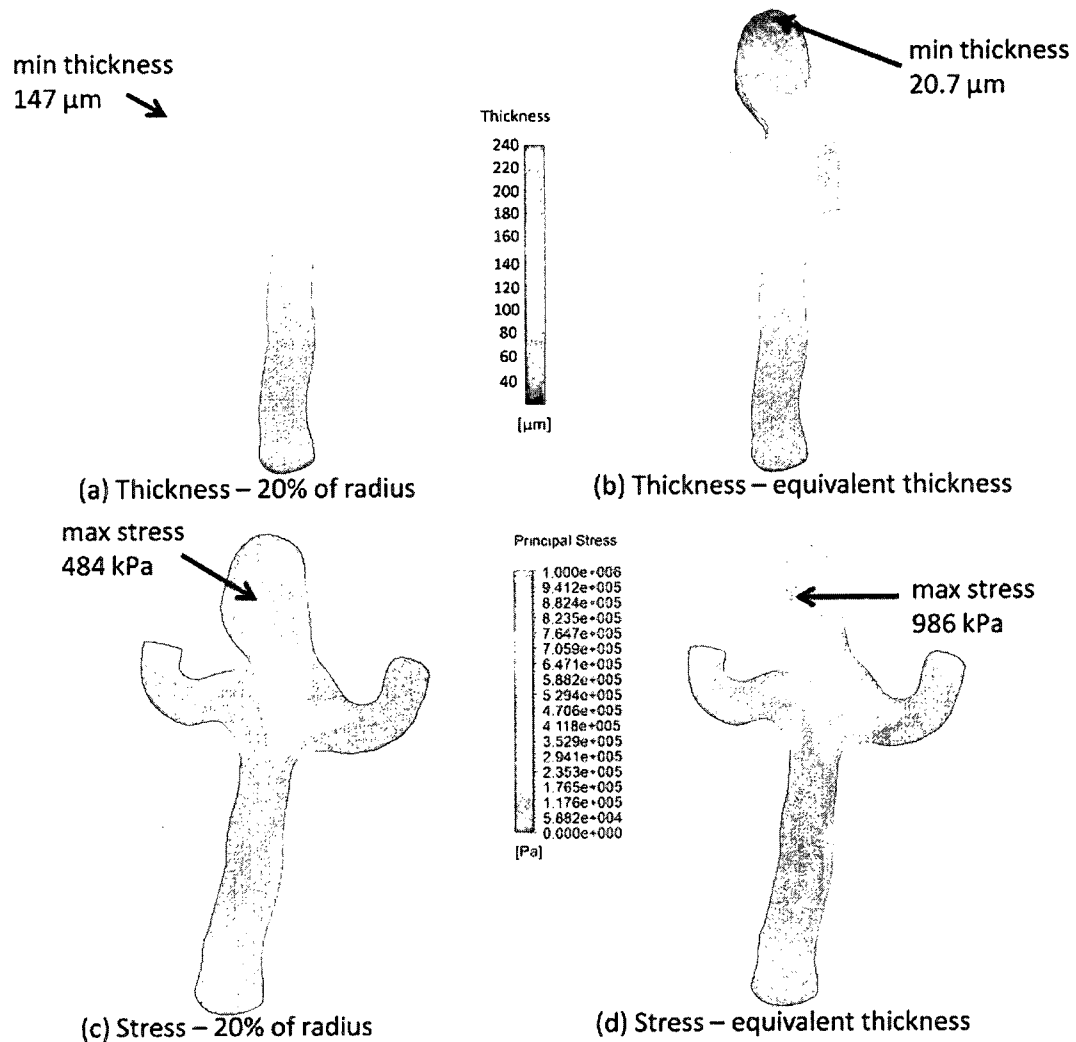 min thickness
147 µm
min thickness
20.7 µm
Thickness
240
220
200
180
160
140
120
100
80
60
40
[µm]
(a) Thickness – 20% of radius
(b) Thickness – equivalent thickness
max stress
484 kPa
Principal Stress
1.000e+006
9.412e+005
8.824e+005
8.235e+005
7.647e+005
7.059e+005
6.471e+005
5.882e+005
5.294e+005
4.706e+005
4.118e+005
3.529e+005
2.941e+005
2.353e+005
1.765e+005
1.176e+005
5.882e+004
0.000e+000
[Pa]
max stress
986 kPa
(c) Stress – 20% of radius
(d) Stress – equivalent thickness